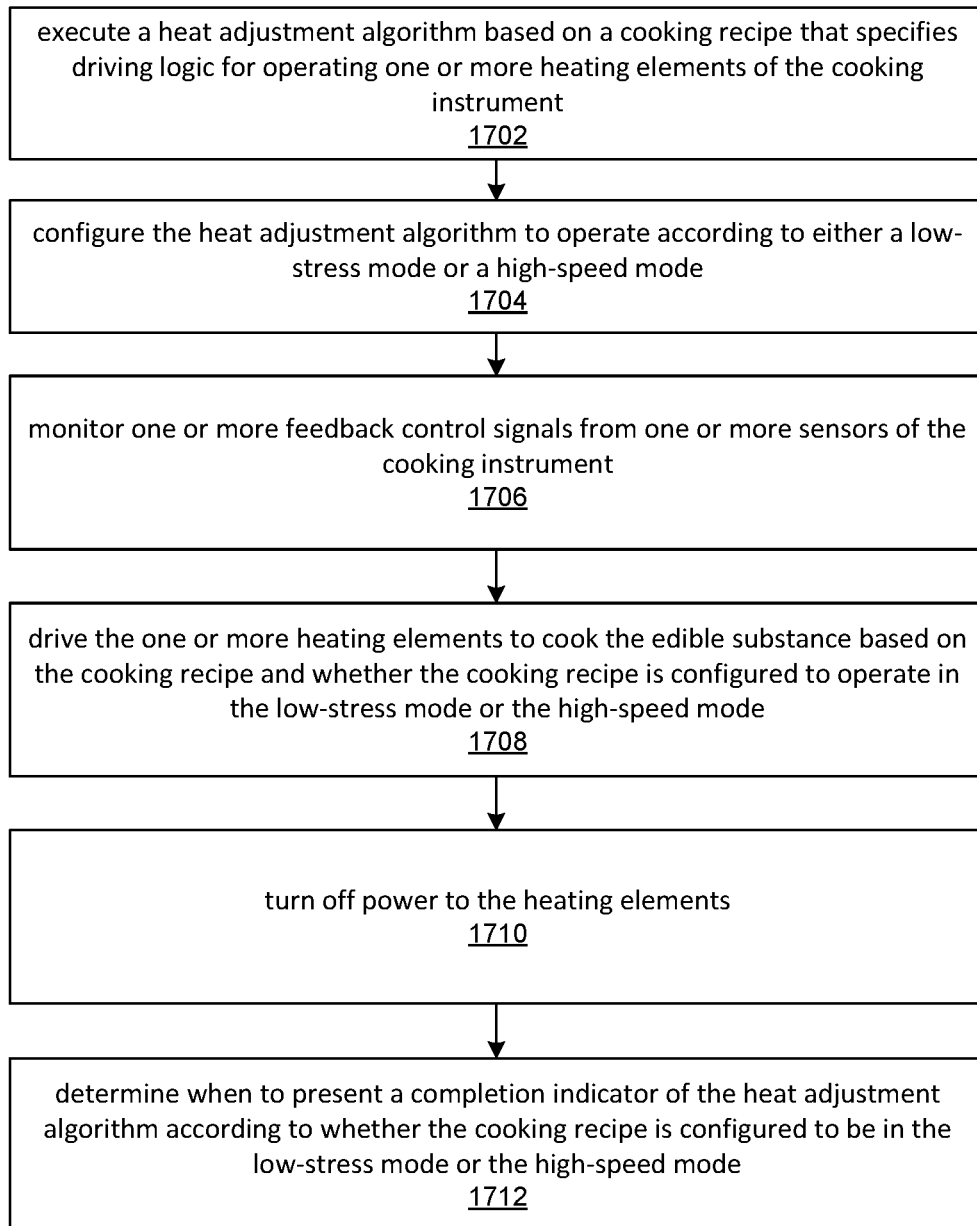 execute a heat adjustment algorithm based on a cooking recipe that specifies
driving logic for operating one or more heating elements of the cooking
instrument
1702
configure the heat adjustment algorithm to operate according to either a low-
stress mode or a high-speed mode
1704
monitor one or more feedback control signals from one or more sensors of the
cooking instrument
1706
drive the one or more heating elements to cook the edible substance based on
the cooking recipe and whether the cooking recipe is configured to operate in
the low-stress mode or the high-speed mode
1708
turn off power to the heating elements
1710
determine when to present a completion indicator of the heat adjustment
algorithm according to whether the cooking recipe is configured to be in the
low-stress mode or the high-speed mode
1712